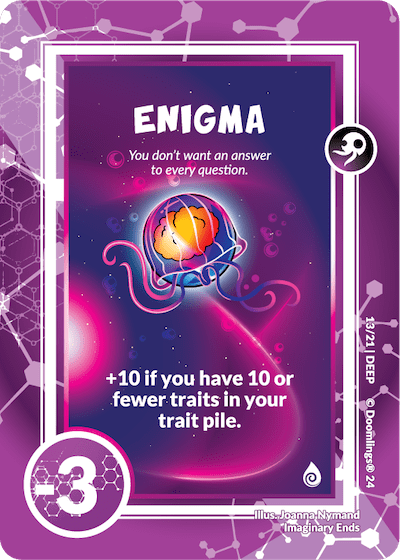 ENIGMA
You don't want an answer
to every question.
+10 if you have 10 or
fewer traits in your
trait pile.
-3
13/21 | DEEP © Doomlings® 24
Illus. Joanna Nymand
Imaginary Ends